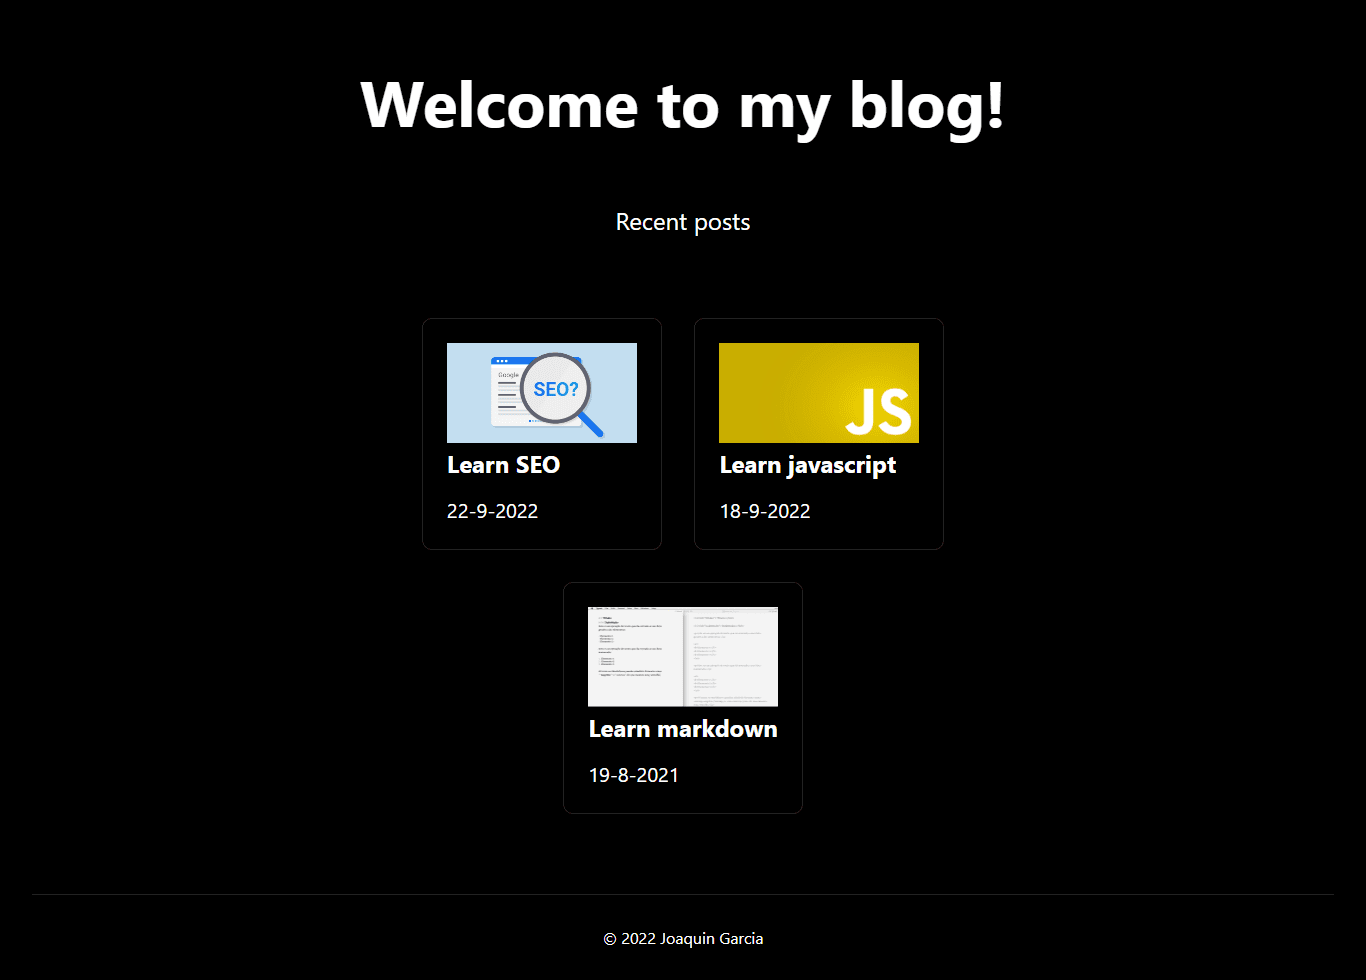 Welcome to my blog!
Recent posts
Google
SEO?
Learn SEO
22-9-2022
JS
Learn javascript
18-9-2022
Learn markdown
19-8-2021
© 2022 Joaquin Garcia